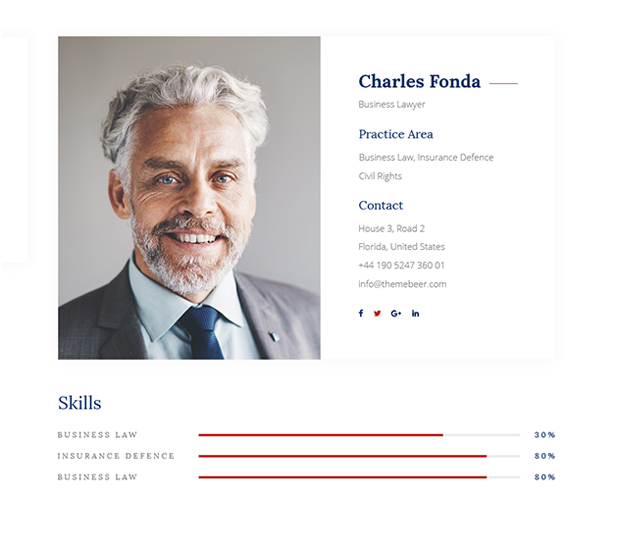 Charles Fonda
Business Lawyer
Practice Area
Business Law, Insurance Defence
Civil Rights
Contact
House 3, Road 2
Florida, United States
+44 190 5247 360 01
info@themebeer.com
Skills
BUSINESS LAW 30%
INSURANCE DEFENCE 80%
BUSINESS LAW 80%